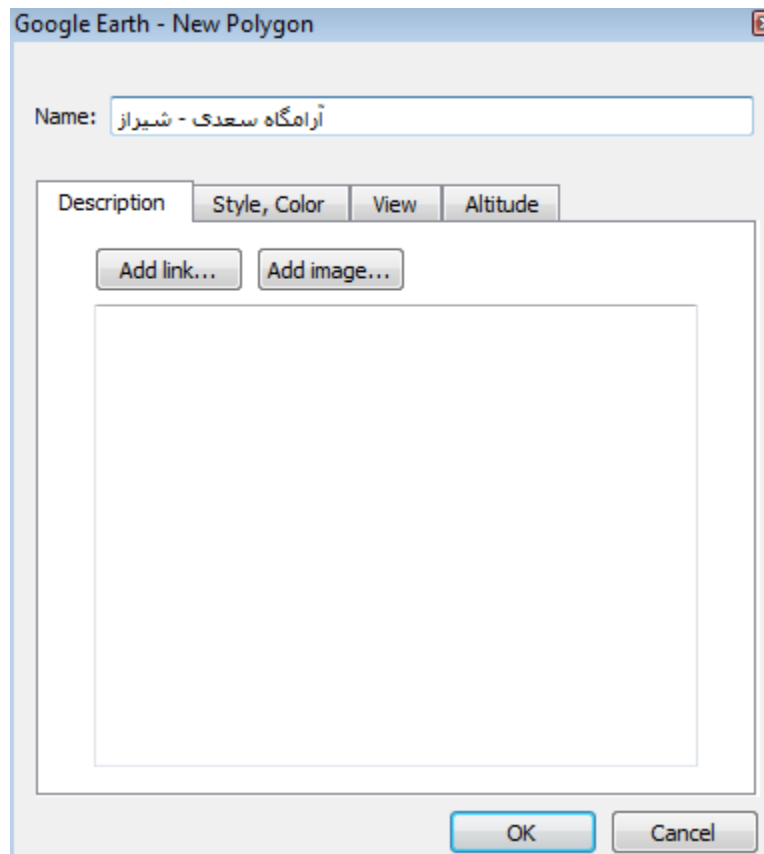 Google Earth - New Polygon
Name: آرامگاه سعدی - شیراز
Description Style, Color View Altitude
Add link... Add image...
OK Cancel